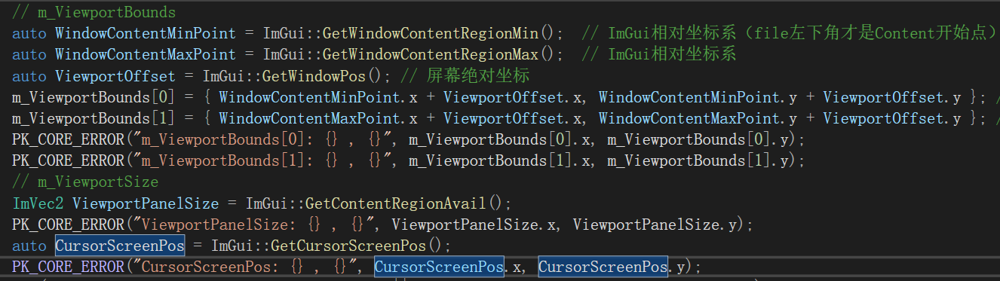 // m_ViewportBounds
auto WindowContentMinPoint = ImGui::GetWindowContentRegionMin();  // ImGui相对坐标系（file左下角才是Content开始点）
auto WindowContentMaxPoint = ImGui::GetWindowContentRegionMax();  // ImGui相对坐标系
auto ViewportOffset = ImGui::GetWindowPos(); // 屏幕绝对坐标
m_ViewportBounds[0] = { WindowContentMinPoint.x + ViewportOffset.x, WindowContentMinPoint.y + ViewportOffset.y }; /
m_ViewportBounds[1] = { WindowContentMaxPoint.x + ViewportOffset.x, WindowContentMaxPoint.y + ViewportOffset.y }; /
PK_CORE_ERROR("m_ViewportBounds[0]: {} , {}", m_ViewportBounds[0].x, m_ViewportBounds[0].y);
PK_CORE_ERROR("m_ViewportBounds[1]: {} , {}", m_ViewportBounds[1].x, m_ViewportBounds[1].y);
// m_ViewportSize
ImVec2 ViewportPanelSize = ImGui::GetContentRegionAvail();
PK_CORE_ERROR("ViewportPanelSize: {} , {}", ViewportPanelSize.x, ViewportPanelSize.y);
auto CursorScreenPos = ImGui::GetCursorScreenPos();
PK_CORE_ERROR("CursorScreenPos: {} , {}", CursorScreenPos.x, CursorScreenPos.y);